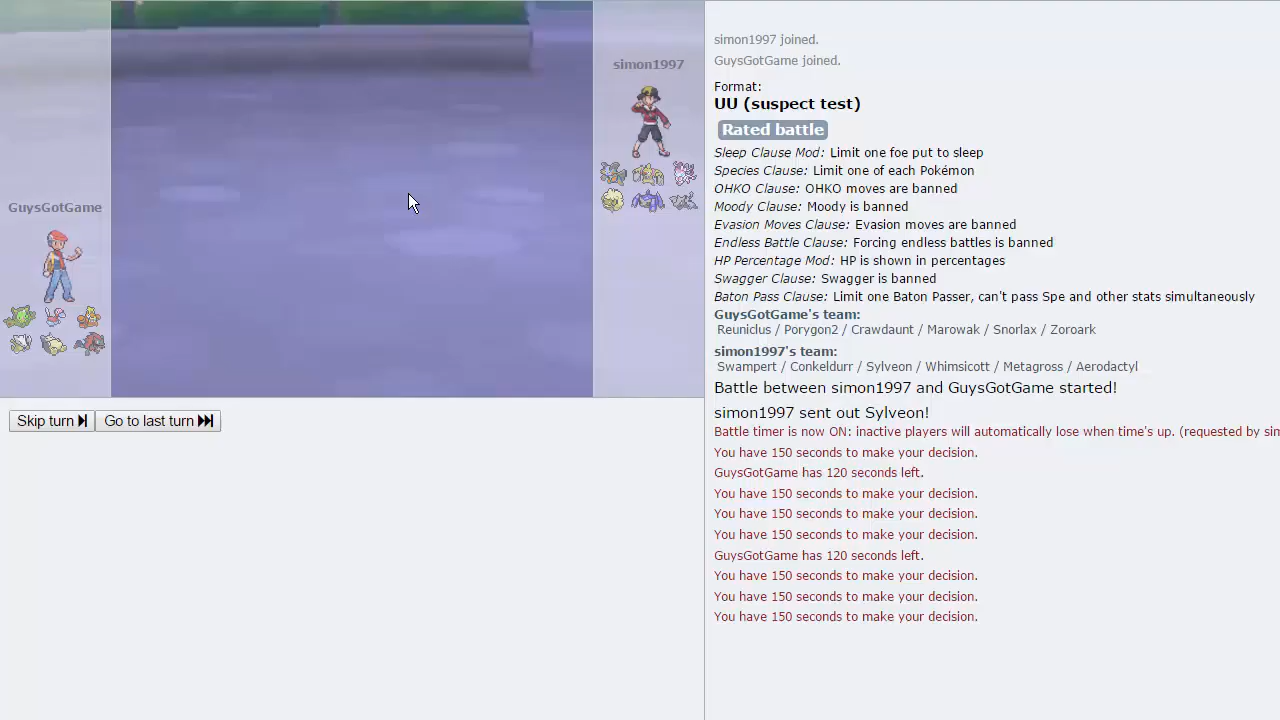 GuysGotGame
simon1997
Skip turn
Go to last turn
simon1997 joined.
GuysGotGame joined.
Format:
UU (suspect test)
Rated battle
Sleep Clause Mod: Limit one foe put to sleep
Species Clause: Limit one of each Pokémon
OHKO Clause: OHKO moves are banned
Moody Clause: Moody is banned
Evasion Moves Clause: Evasion moves are banned
Endless Battle Clause: Forcing endless battles is banned
HP Percentage Mod: HP is shown in percentages
Swagger Clause: Swagger is banned
Baton Pass Clause: Limit one Baton Passer, can't pass Spe and other stats simultaneously
GuysGotGame's team:
Reuniclus / Porygon2 / Crawdaunt / Marowak / Snorlax / Zoroark
simon1997's team:
Swampert / Conkeldurr / Sylveon / Whimsicott / Metagross / Aerodactyl
Battle between simon1997 and GuysGotGame started!
simon1997 sent out Sylveon!
Battle timer is now ON: inactive players will automatically lose when time's up. (requested by sim
You have 150 seconds to make your decision.
GuysGotGame has 120 seconds left.
You have 150 seconds to make your decision.
You have 150 seconds to make your decision.
You have 150 seconds to make your decision.
GuysGotGame has 120 seconds left.
You have 150 seconds to make your decision.
You have 150 seconds to make your decision.
You have 150 seconds to make your decision.